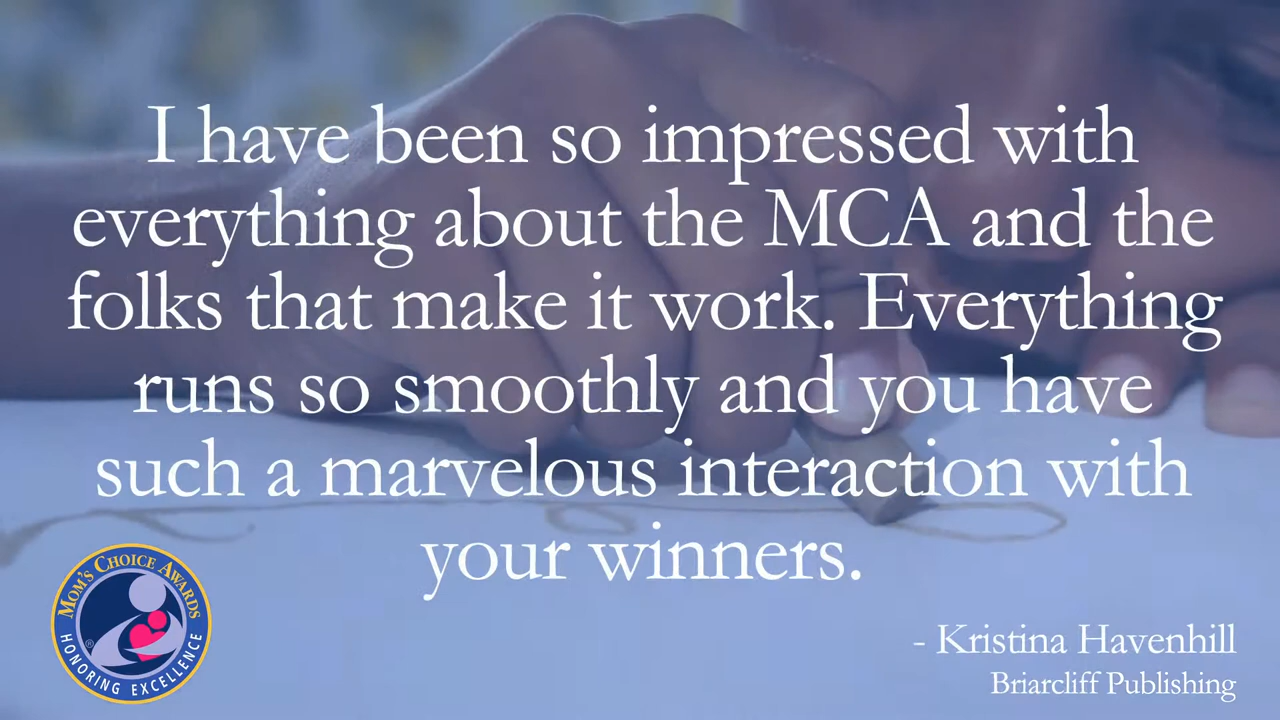 I have been so impressed with
everything about the MCA and the
folks that make it work. Everything
runs so smoothly and you have
such a marvelous interaction with
your winners.
MOM'S CHOICE AWARDS
®
HONORING EXCELLENCE
- Kristina Havenhill
Briarcliff Publishing